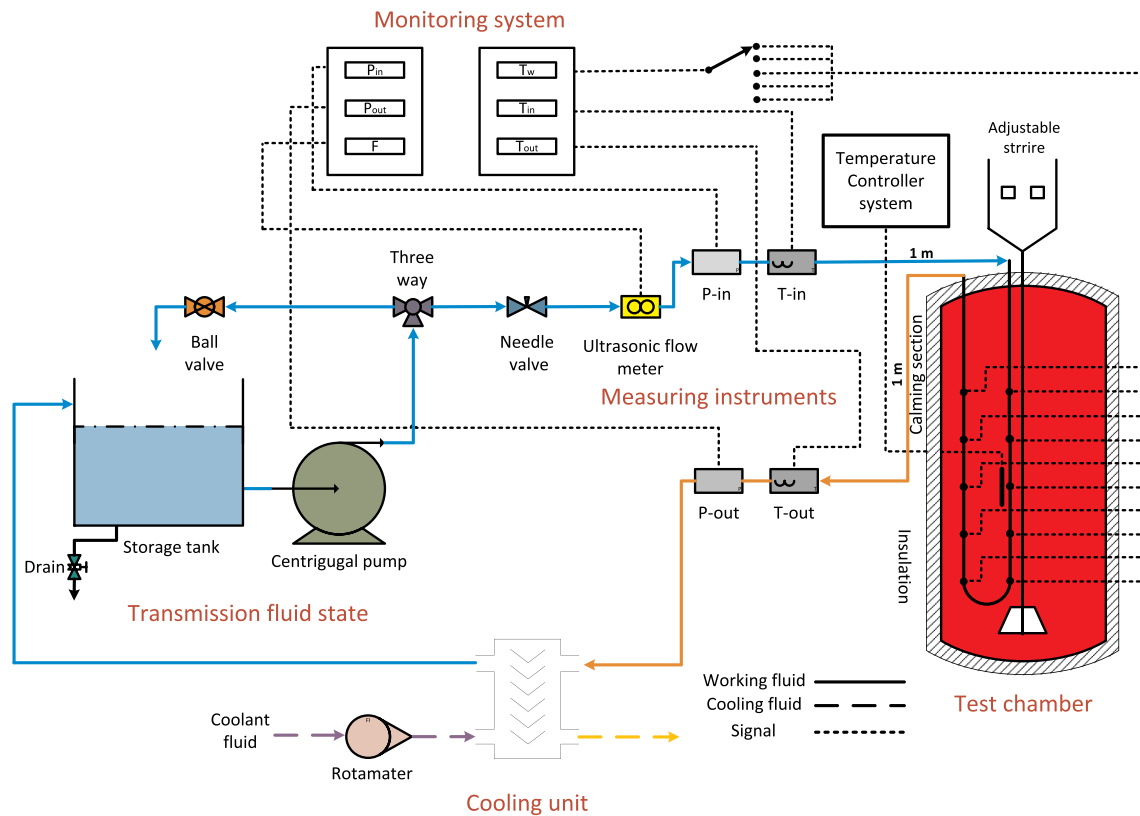 Monitoring system
Pin
Pout
F
Tw
Tin
Tout
Temperature
Controller
system
Adjustable
strrire
Three
way
1 m
P-in
T-in
Ball
valve
Needle
valve
Ultrasonic flow
meter
Measuring instruments
1 m
Calming section
P-out
T-out
Storage tank
Centrigugal pump
Drain
Insulation
Transmission fluid state
Working fluid
Cooling fluid
Signal
Test chamber
Coolant
fluid
FI
Rotamater
Cooling unit